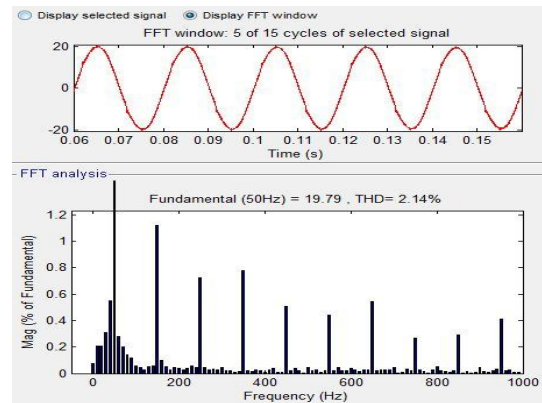 Display selected signal Display FFT window
FFT window: 5 of 15 cycles of selected signal
20
0
-20
0.06 0.07 0.08 0.09 0.1 0.11 0.12 0.13 0.14 0.15
Time (s)
FFT analysis
Fundamental (50Hz) = 19.79 , THD= 2.14%
Mag (% of Fundamental)
1.2
1
0.8
0.6
0.4
0.2
0
0 200 400 600 800 1000
Frequency (Hz)